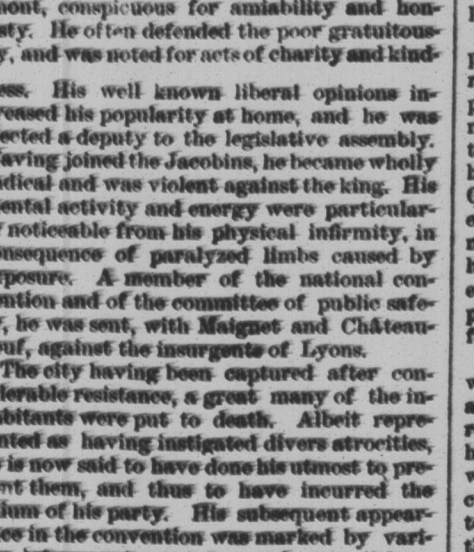 mont, conspicuous for amiability and hon-
sty. He often defended the poor gratuitous-
y, and was noted for acts of charity and kind-
ess. His well known liberal opinions in-
reased his popularity at home, and he was
ected a deputy to the legislative assembly.
aving joined the Jacobins, he became wholly
adical and was violent against the king. His
ental activity and energy were particular-
noticeable from his physical infirmity, in
onsequence of paralyzed limbs caused by
xposure. A member of the national con-
ention and of the committee of public safe-
y, he was sent, with Maignet and Château-
euf, against the insurgents of Lyons.
The city having been captured after con-
iderable resistance, a great many of the in-
abitants were put to death. Albeit repre-
nted as having instigated divers atrocities,
is now said to have done his utmost to pre-
nt them, and thus to have incurred the
ium of his party. His subsequent appear-
ce in the convention was marked by vari-